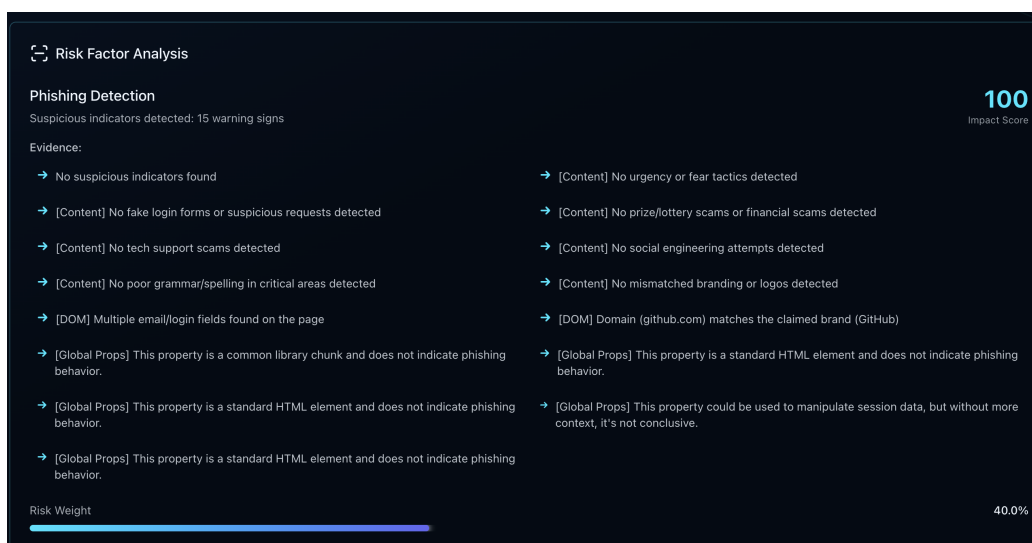 Risk Factor Analysis
Phishing Detection
100
Suspicious indicators detected: 15 warning signs
Impact Score
Evidence:
→ No suspicious indicators found
→ [Content] No urgency or fear tactics detected
→ [Content] No fake login forms or suspicious requests detected
→ [Content] No prize/lottery scams or financial scams detected
→ [Content] No tech support scams detected
→ [Content] No social engineering attempts detected
→ [Content] No poor grammar/spelling in critical areas detected
→ [Content] No mismatched branding or logos detected
→ [DOM] Multiple email/login fields found on the page
→ [DOM] Domain (github.com) matches the claimed brand (GitHub)
→ [Global Props] This property is a common library chunk and does not indicate phishing
behavior.
→ [Global Props] This property is a standard HTML element and does not indicate phishing
behavior.
→ [Global Props] This property is a standard HTML element and does not indicate phishing
behavior.
→ [Global Props] This property could be used to manipulate session data, but without more
context, it's not conclusive.
→ [Global Props] This property is a standard HTML element and does not indicate phishing
behavior.
Risk Weight
40.0%